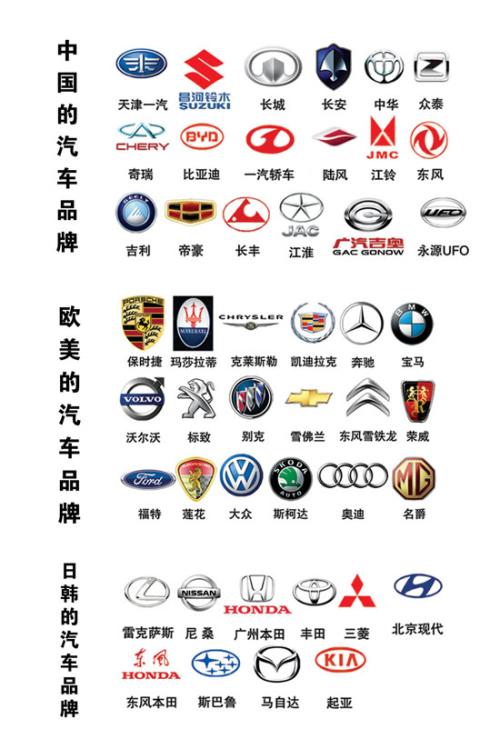 中国的汽车品牌
天津一汽
昌河铃木
SUZUKI
长城
长安
中华
众泰
CHERY
奇瑞
BYD
比亚迪
一汽轿车
陆风
JMC
江铃
东风
GEELY
吉利
帝豪
长丰
JAC
江淮
广汽吉奥
GAC GONOW
UFO
永源UFO
欧美的汽车品牌
PORSCHE
保时捷
MASERATI
玛莎拉蒂
CHRYSLER
克莱斯勒
凯迪拉克
奔驰
BMW
宝马
VOLVO
沃尔沃
标致
别克
雪佛兰
东风雪铁龙
荣威
Ford
福特
莲花
大众
SKODA
AUTO
斯柯达
奥迪
MG
名爵
日韩的汽车品牌
雷克萨斯
NISSAN
尼桑
HONDA
广州本田
丰田
三菱
北京现代
东风
HONDA
东风本田
斯巴鲁
马自达
KIA
起亚